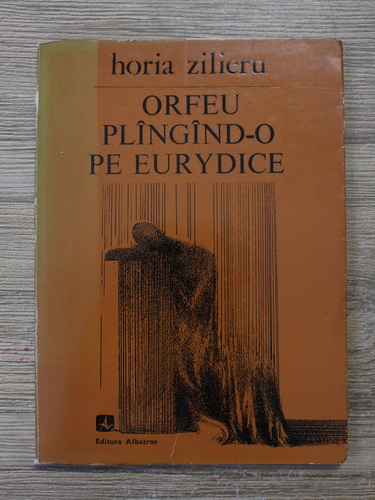 horia zilieru
ORFEU
PLÎNGÎND-O
PE EURYDICE
Editura Albatros